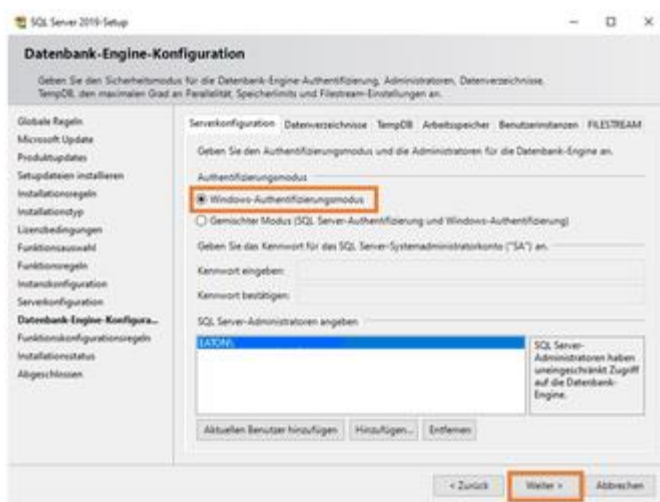 SQL Server 2019-Setup
Datenbank-Engine-Konfiguration
Geben Sie den Sicherheitsmodus für die Datenbank-Engine-Authentifizierung, Administratoren, Datenverzeichnisse,
TempDB, den maximalen Grad an Parallelität, Speicherlimits und Filestream-Einstellungen an.
Globale Regeln
Microsoft Update
Produktupdates
Setupdateien installieren
Installationsregeln
Installationstyp
Lizenzbedingungen
Funktionsauswahl
Funktionsregeln
Instanzkonfiguration
Serverkonfiguration
Datenbank-Engine-Konfigura...
Funktionskonfigurationsregeln
Installationsstatus
Abgeschlossen
Serverkonfiguration Datenverzeichnisse TempDB Arbeitsspeicher Benutzerinstanzen FILESTREAM
Geben Sie den Authentifizierungsmodus und die Administratoren für die Datenbank-Engine an.
Authentifizierungsmodus
Windows-Authentifizierungsmodus
Gemischter Modus (SQL Server-Authentifizierung und Windows-Authentifizierung)
Geben Sie das Kennwort für das SQL Server-Systemadministratorkonto ("SA") an.
Kennwort eingeben:
Kennwort bestätigen:
SQL Server-Administratoren angeben
EATON\
SQL Server-
Administratoren haben
uneingeschränkt Zugriff
auf die Datenbank-
Engine.
Aktuellen Benutzer hinzufügen Hinzufügen... Entfernen
< Zurück Weiter > Abbrechen